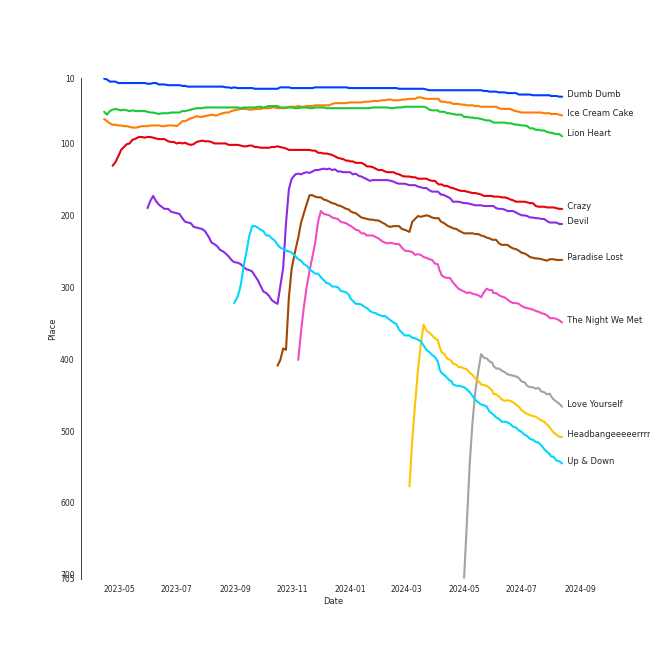 10
100
200
300
400
500
600
700
705
Place
2023-05
2023-07
2023-09
2023-11
2024-01
2024-03
2024-05
2024-07
2024-09
Date
Dumb Dumb
Ice Cream Cake
Lion Heart
Crazy
Devil
Paradise Lost
The Night We Met
Love Yourself
Headbangeeeeerrrr
Up & Down